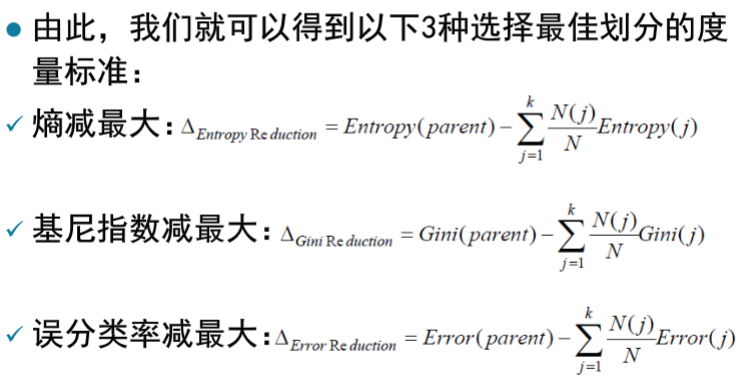 ● 由此，我们就可以得到以下3种选择最佳划分的度
量标准：
✓ 熵减最大：$\Delta_{Entropy\,Reduction} = Entropy(parent) - \sum_{j=1}^{k} \frac{N(j)}{N} Entropy(j)$
✓ 基尼指数减最大：$\Delta_{Gini\,Reduction} = Gini(parent) - \sum_{j=1}^{k} \frac{N(j)}{N} Gini(j)$
✓ 误分类率减最大：$\Delta_{Error\,Reduction} = Error(parent) - \sum_{j=1}^{k} \frac{N(j)}{N} Error(j)$